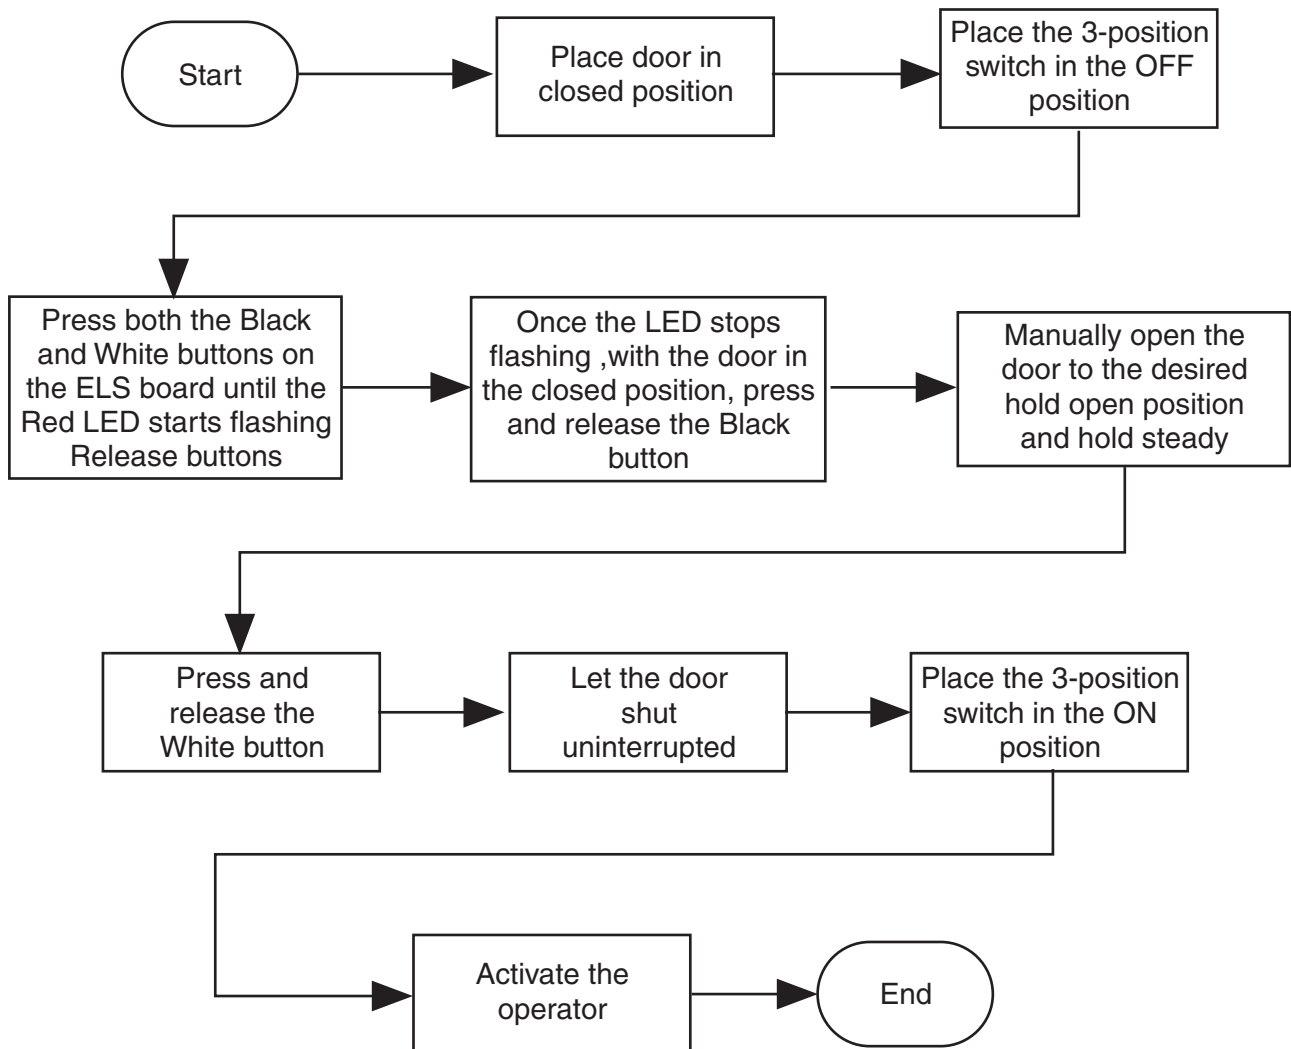 Start
Place door in
closed position
Place the 3-position
switch in the OFF
position
Press both the Black
and White buttons on
the ELS board until the
Red LED starts flashing
Release buttons
Once the LED stops
flashing ,with the door in
the closed position, press
and release the Black
button
Manually open the
door to the desired
hold open position
and hold steady
Press and
release the
White button
Let the door
shut
uninterrupted
Place the 3-position
switch in the ON
position
Activate the
operator
End